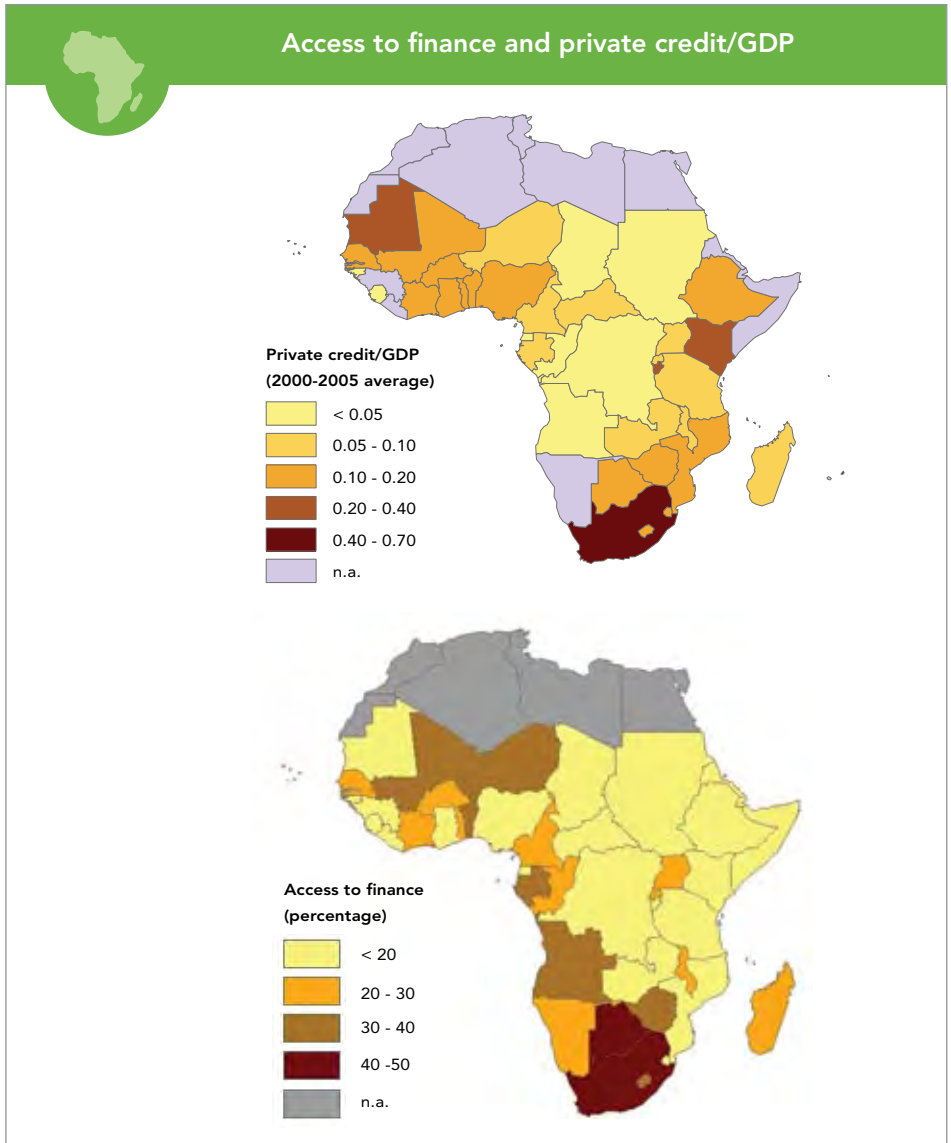 Access to finance and private credit/GDP
Private credit/GDP
(2000-2005 average)
< 0.05
0.05 - 0.10
0.10 - 0.20
0.20 - 0.40
0.40 - 0.70
n.a.
Access to finance
(percentage)
< 20
20 - 30
30 - 40
40 -50
n.a.